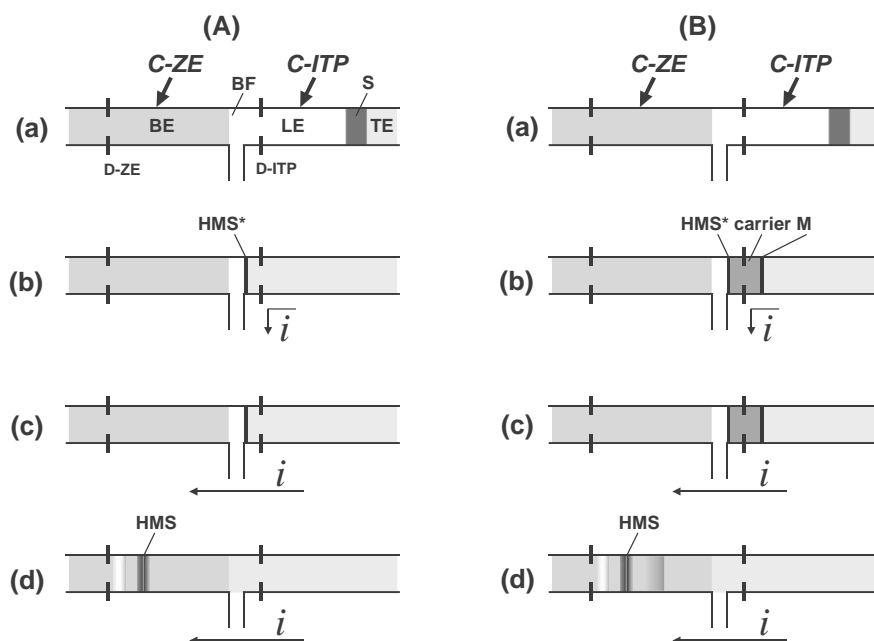 (A) (B)
C-ZE C-ITP C-ZE C-ITP
BF S
(a) BE LE TE (a)
D-ZE D-ITP
HMS* HMS* carrier M
(b) (b)
i i
(c) (c)
i i
HMS HMS
(d) (d)
i i